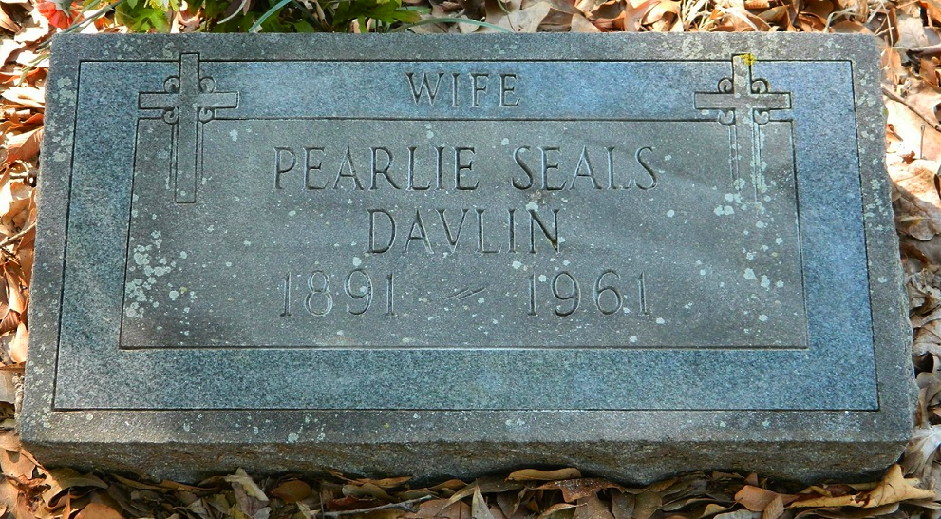 WIFE
PEARLIE SEALS
DAVLIN
1891 - 1961